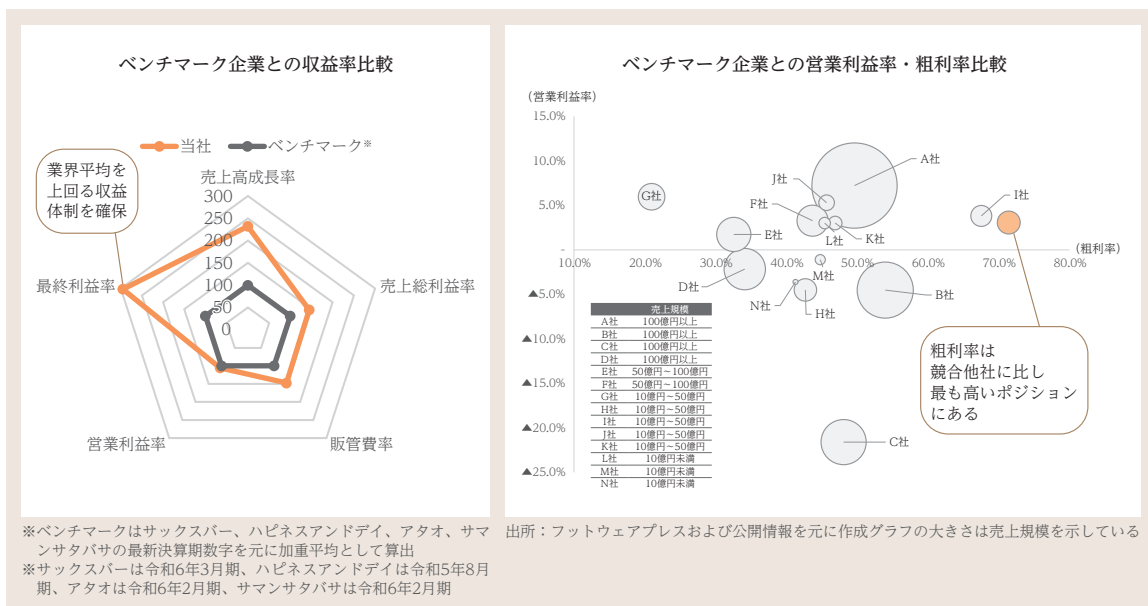 ベンチマーク企業との収益率比較
当社
ベンチマーク※
業界平均を
上回る収益
体制を確保
売上高成長率
300
250
200
150
100
50
0
最終利益率
売上総利益率
営業利益率
販管費率
※ベンチマークはサックスバー、ハピネスアンドデイ、アタオ、サマ
ンサタバサの最新決算期数字を元に加重平均として算出
※サックスバーは令和6年3月期、ハピネスアンドデイは令和5年8月
期、アタオは令和6年2月期、サマンサタバサは令和6年2月期
ベンチマーク企業との営業利益率・粗利率比較
（営業利益率）
15.0%
10.0%
5.0%
-
▲5.0%
▲10.0%
▲15.0%
▲20.0%
▲25.0%
10.0% 20.0% 30.0% 40.0% 50.0% 60.0% 70.0% 80.0%
（粗利率）
A社
J社
I社
G社
F社
E社
L社
K社
D社
M社
N社
H社
B社
C社
売上規模
A社 100億円以上
B社 100億円以上
C社 100億円以上
D社 100億円以上
E社 50億円～100億円
F社 50億円～100億円
G社 10億円～50億円
H社 10億円～50億円
I社 10億円～50億円
J社 10億円～50億円
K社 10億円～50億円
L社 10億円未満
M社 10億円未満
N社 10億円未満
粗利率は
競合他社に比し
最も高いポジション
にある
出所：フットウェアプレスおよび公開情報を元に作成グラフの大きさは売上規模を示している